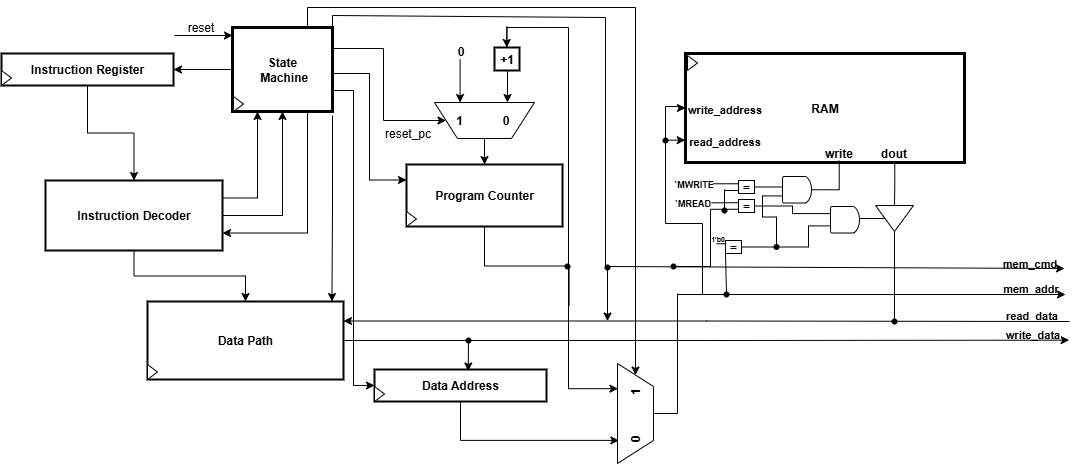 reset
State
Machine
Instruction Register
0
+1
1
0
reset_pc
RAM
write_address
read_address
write
dout
Program Counter
Instruction Decoder
`MWRITE
=
`MREAD
=
1'b0
=
mem_cmd
mem_addr
read_data
write_data
Data Path
Data Address
1
0